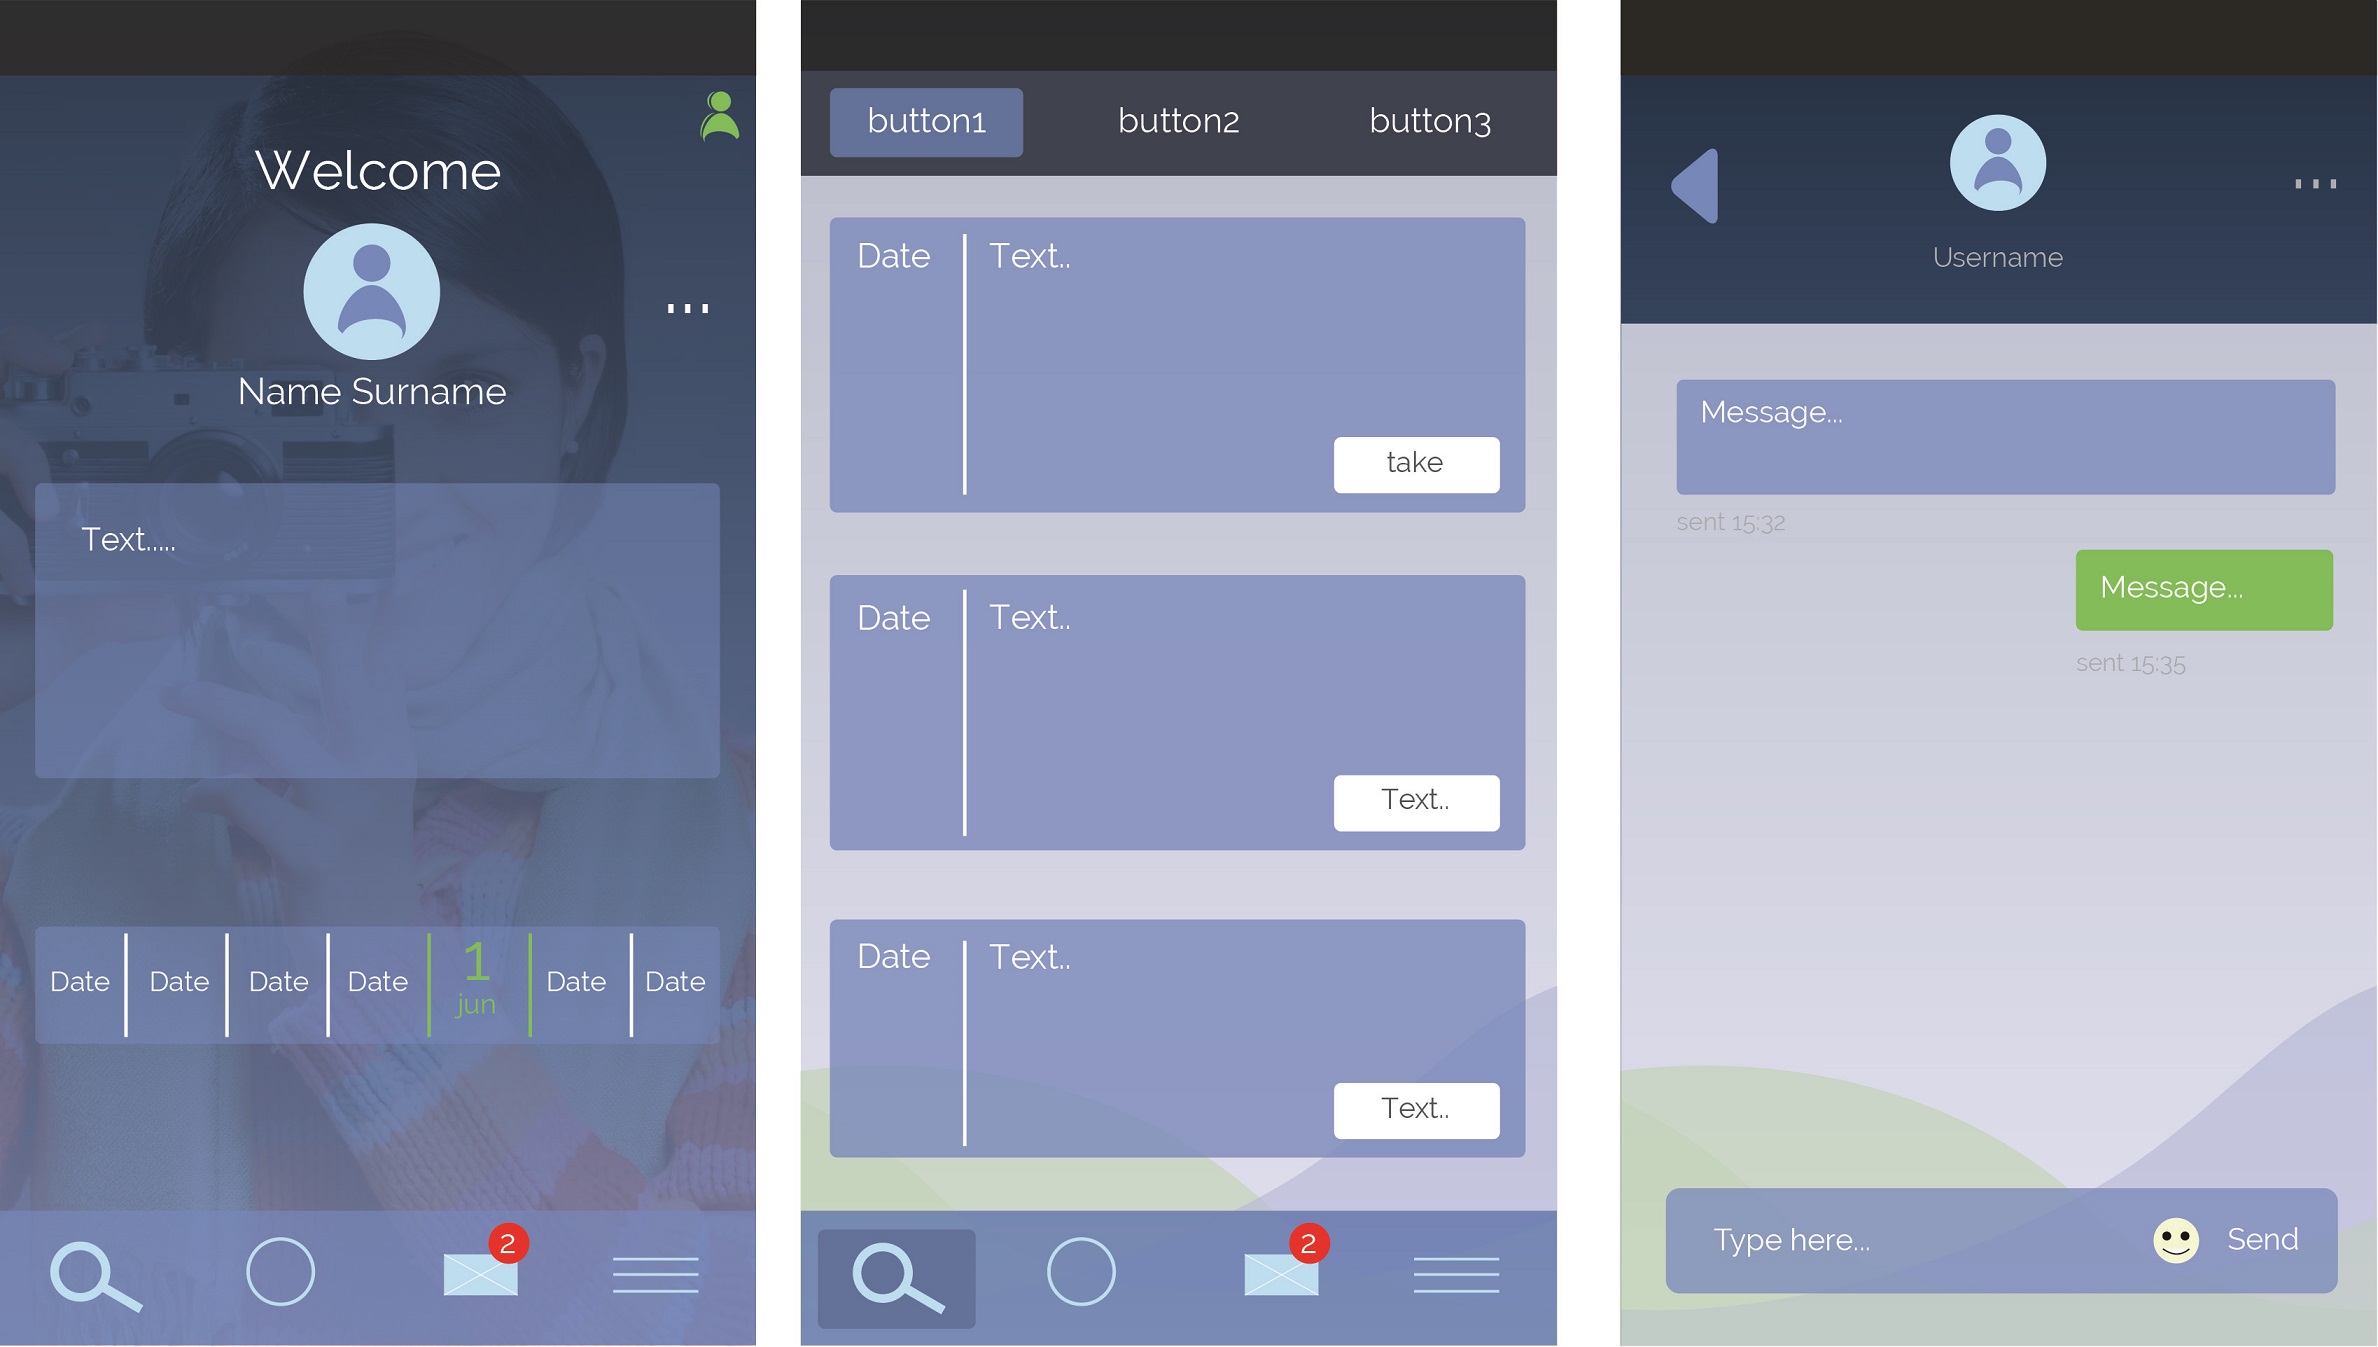 Welcome
...
Name Surname
Text.....
Date
Date
Date
Date
1
jun
Date
Date
2
button1
button2
button3
Date
Text..
take
Date
Text..
Text..
Date
Text..
Text..
2
...
Username
Message...
sent 15:32
Message...
sent 15:35
Type here...
Send